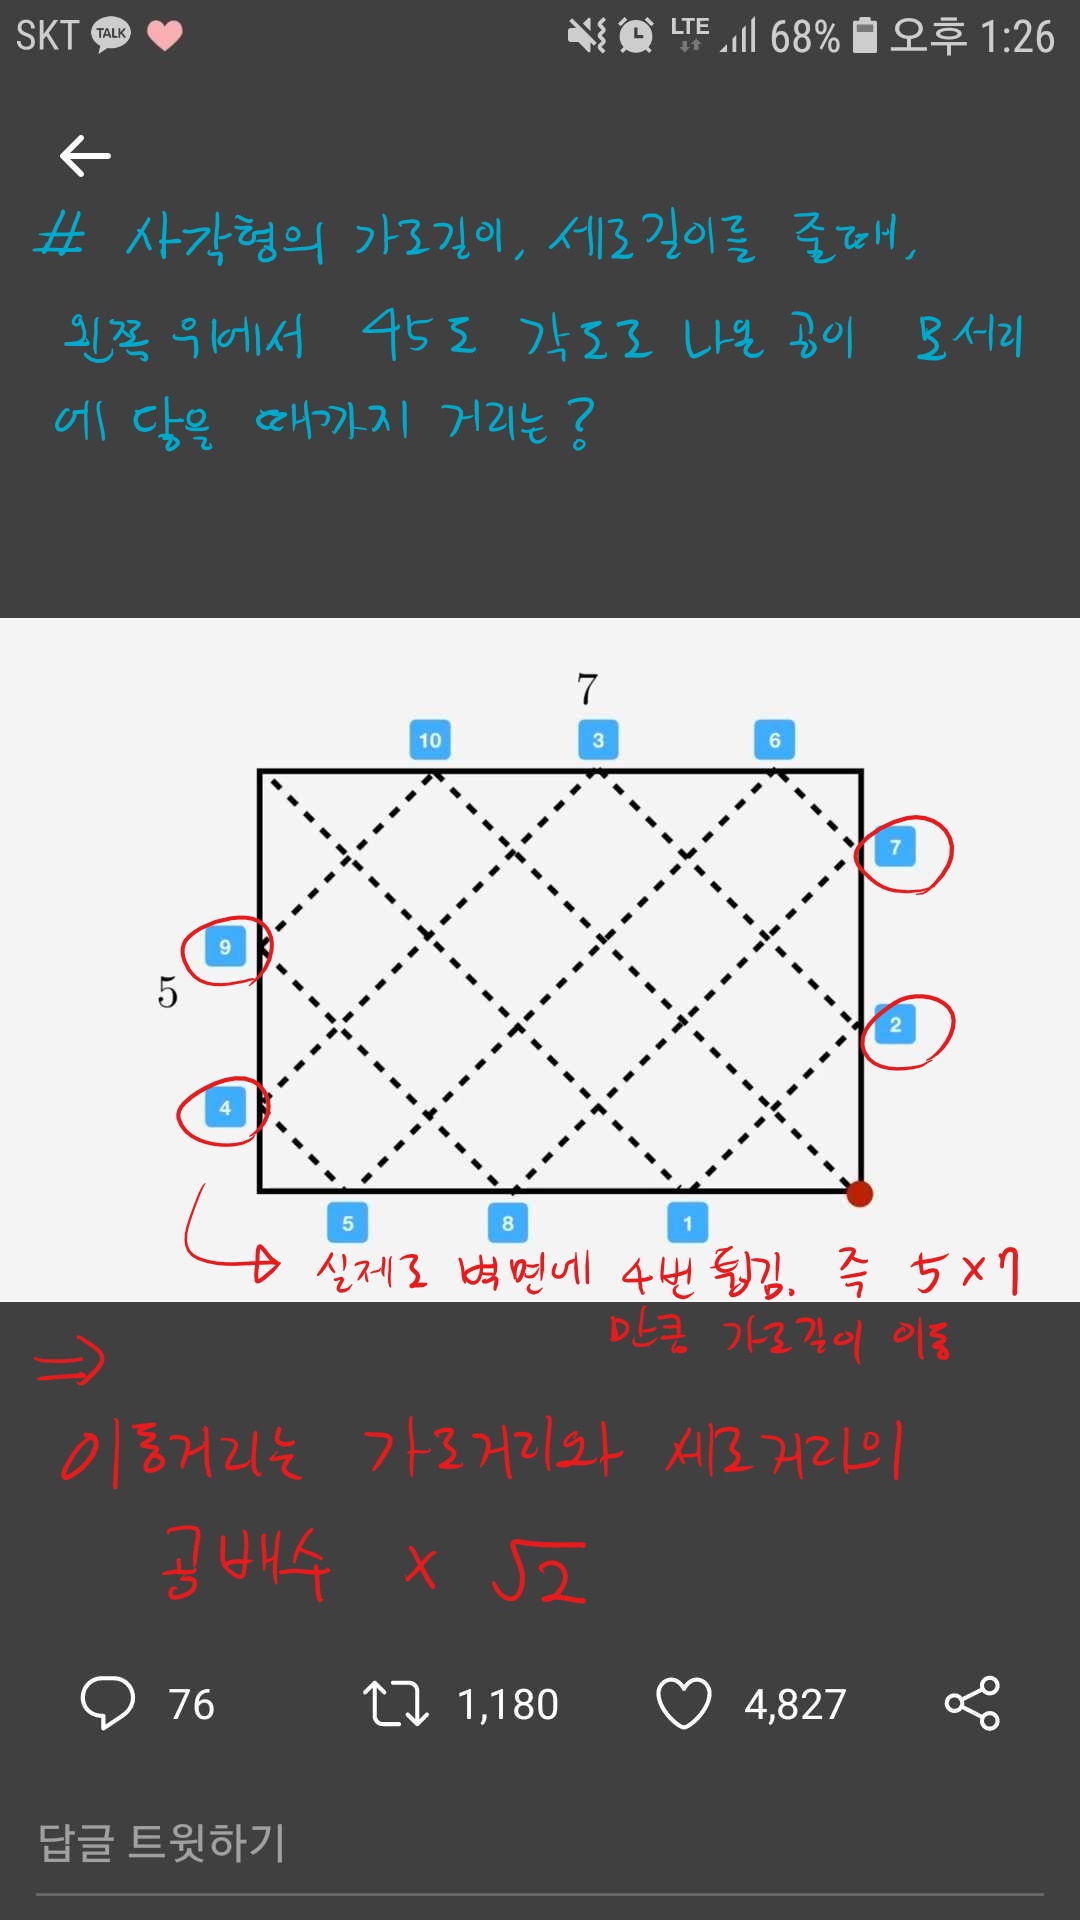 SKT TALK LTE 68% 오후 1:26
# 사각형의 가로길이, 세로길이를 줄때,
왼쪽 위에서 45도 각도로 나온 공이 모서리
에 닿을 때까지 거리는?
7
10 3 6
7
9
5
2
4
5 8 1
실제로 벽면에 4번 튕김. 즉 5×7
만큼 가로길이 이동
⇒
이동거리는 가로거리와 세로거리의
공배수 × √2
76 1,180 4,827
답글 트윗하기